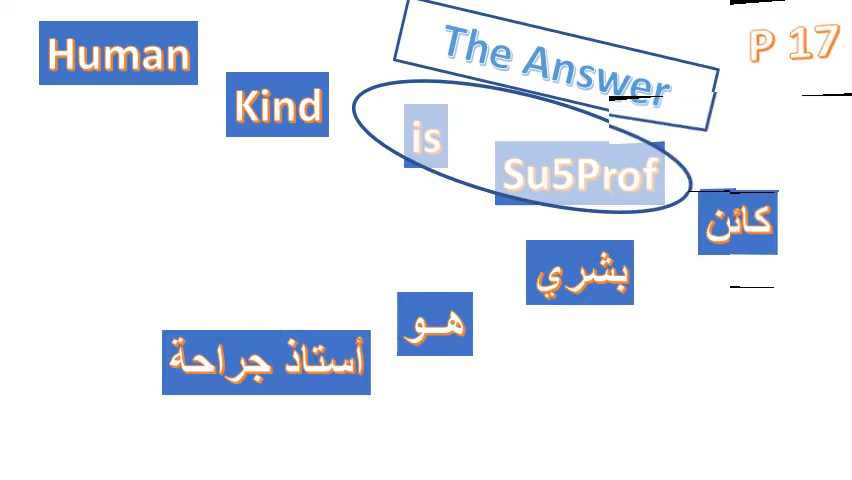 The Answer
P 17
Human
Kind
is
Su5Prof
كائن
بشري
هـو
أستاذ جراحة